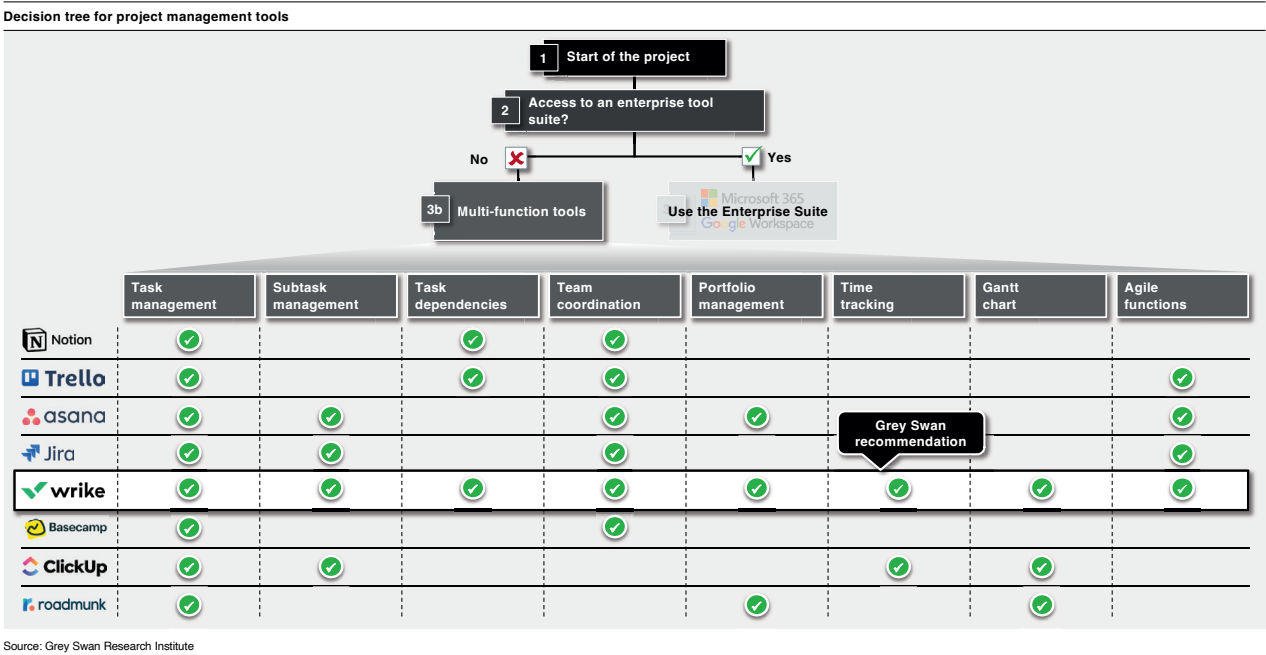 Decision tree for project management tools
1
Start of the project
2
Access to an enterprise tool
suite?
No
Yes
3b
Multi-function tools
Microsoft 365
Use the Enterprise Suite
Google Workspace
Task
management
Subtask
management
Task
dependencies
Team
coordination
Portfolio
management
Time
tracking
Gantt
chart
Agile
functions
N Notion
Trello
asana
Grey Swan
recommendation
Jira
wrike
Basecamp
ClickUp
r. roadmunk
Source: Grey Swan Research Institute